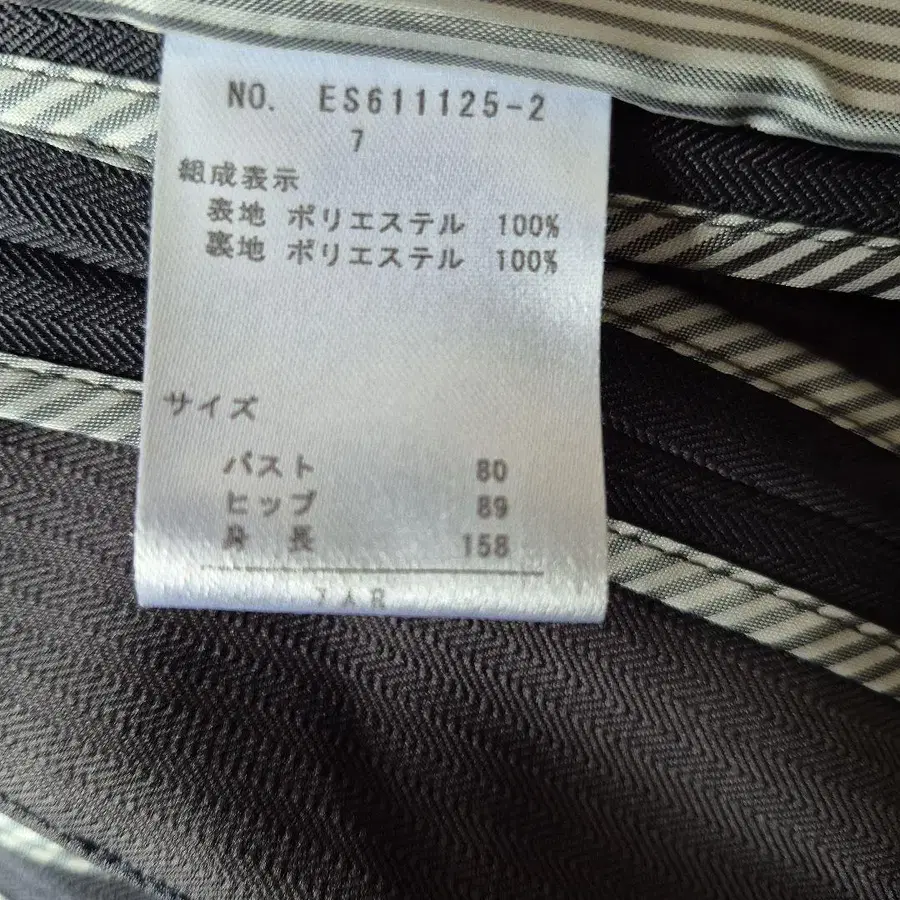 NO. ES611125-2
7
組成表示
表地 ポリエステル 100%
裏地 ポリエステル 100%
サイズ
バスト 80
ヒップ 89
身 長 158
7AR